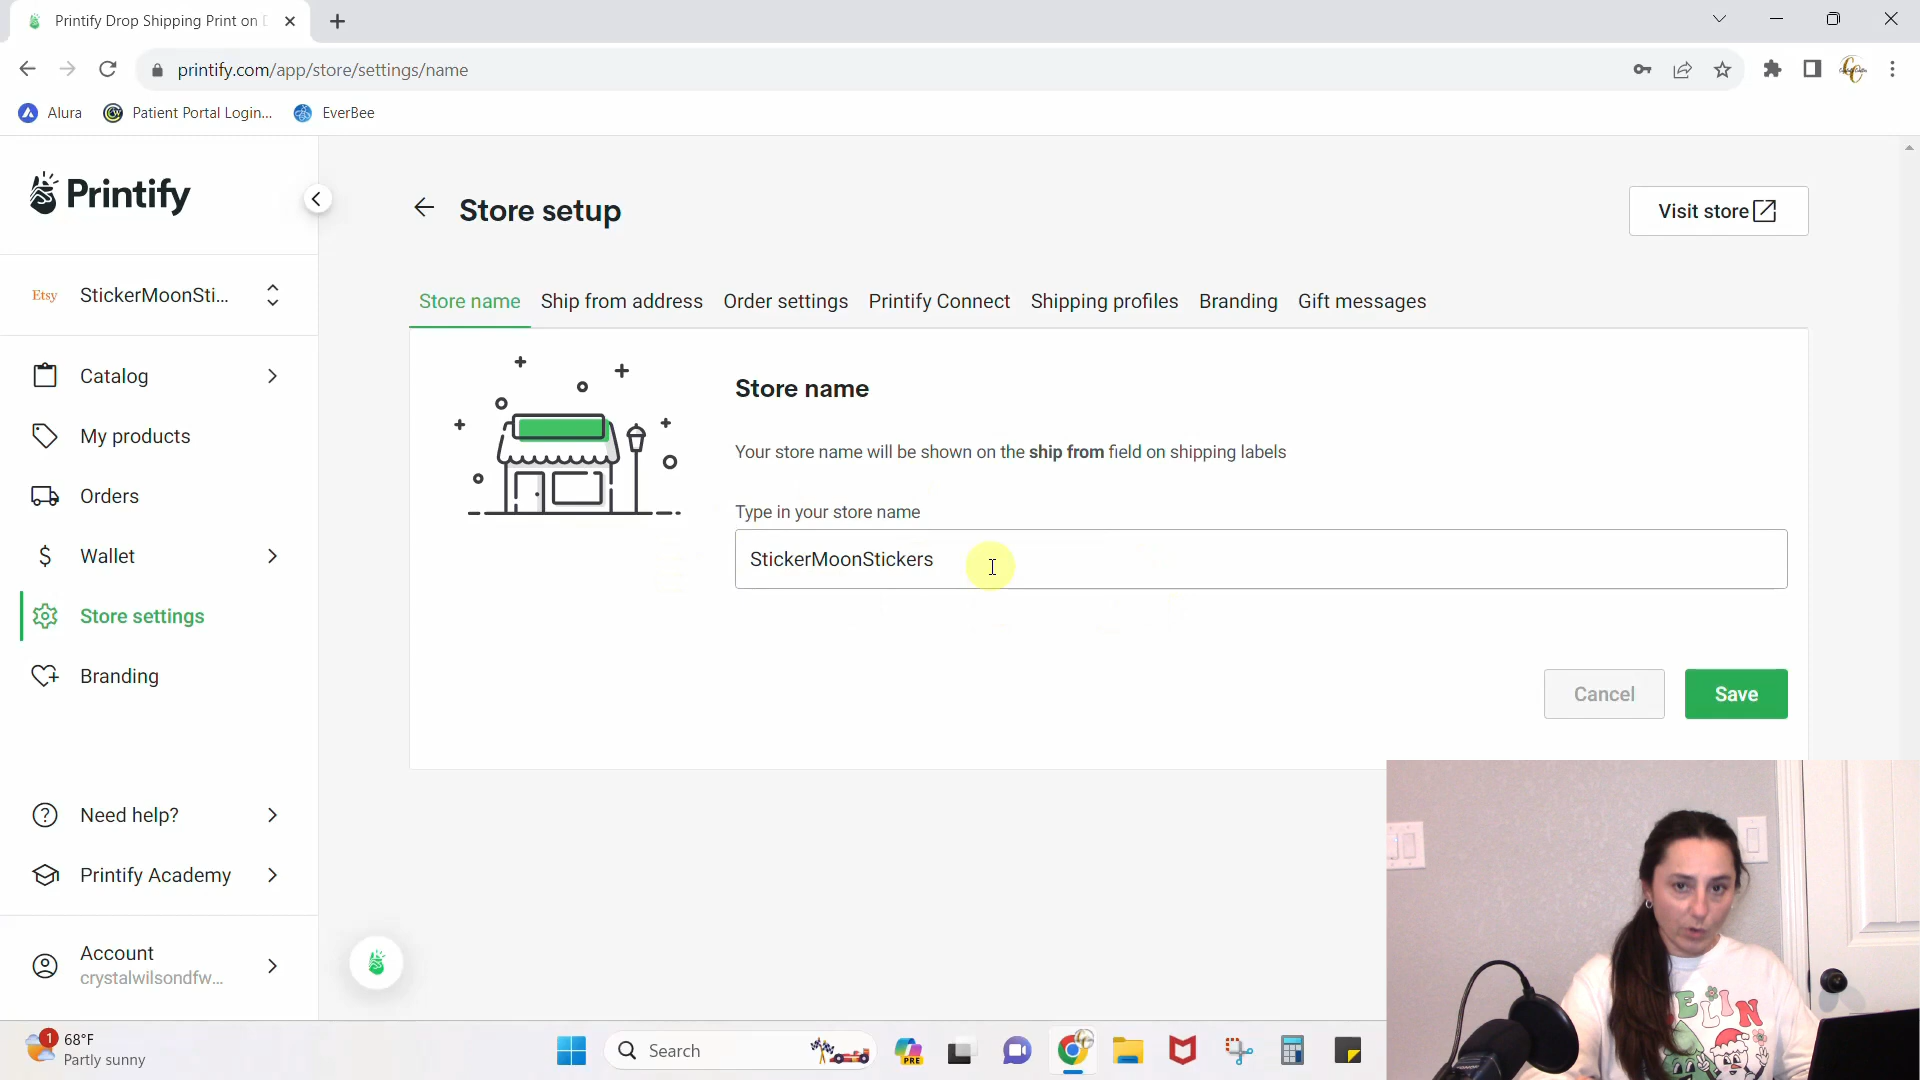 Printify Drop Shipping Print on
printify.com/app/store/settings/name
Alura
Patient Portal Login...
EverBee
Printify
Store setup
Visit store
Etsy
StickerMoonSti...
Store name
Ship from address
Order settings
Printify Connect
Shipping profiles
Branding
Gift messages
Catalog
My products
Orders
$
Wallet
Store settings
Branding
Store name
Your store name will be shown on the ship from field on shipping labels
Type in your store name
StickerMoonStickers
Cancel
Save
Need help?
Printify Academy
Account
crystalwilsondfw...
1
68°F
Partly sunny
Search
PRE
ELIN